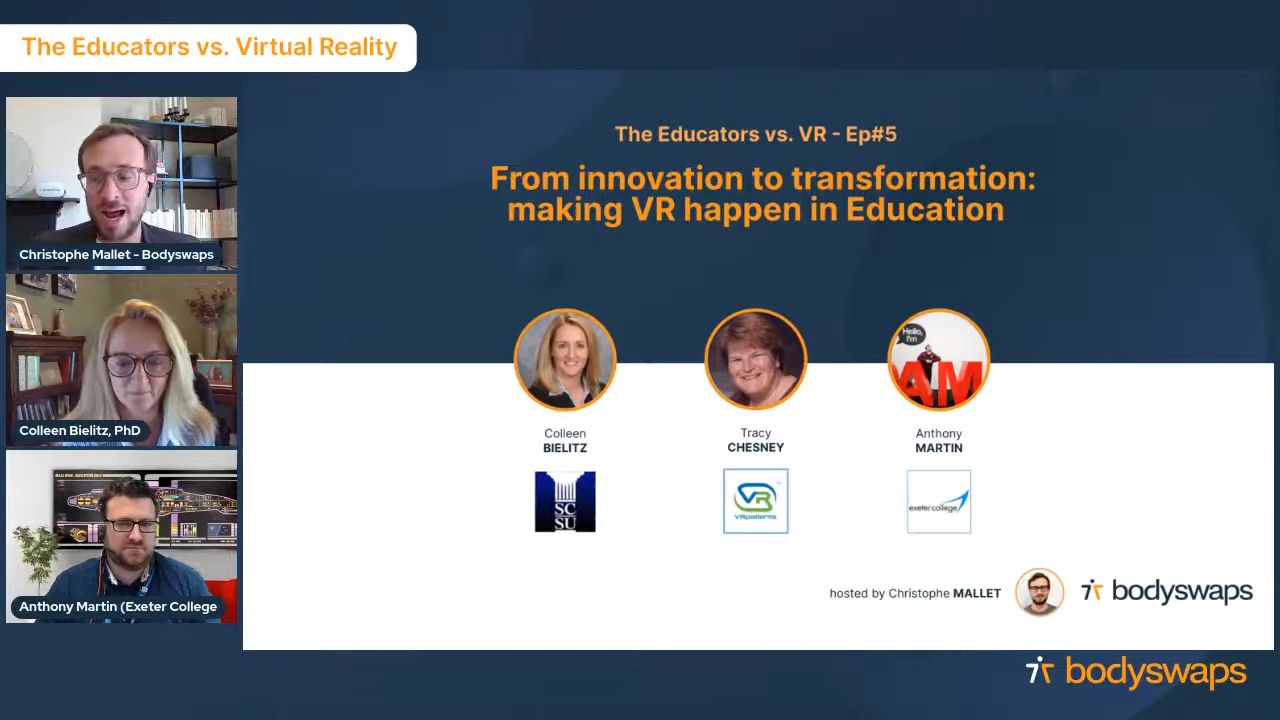 The Educators vs. Virtual Reality
Christophe Mallet - Bodyswaps
Colleen Bielitz, PhD
Anthony Martin (Exeter College
The Educators vs. VR - Ep#5
From innovation to transformation:
making VR happen in Education
Hello,
I'm
AM
Colleen
BIELITZ
Tracy
CHESNEY
Anthony
MARTIN
SC
SU
VR
VRpatients
exeter college
hosted by Christophe MALLET
bodyswaps
bodyswaps